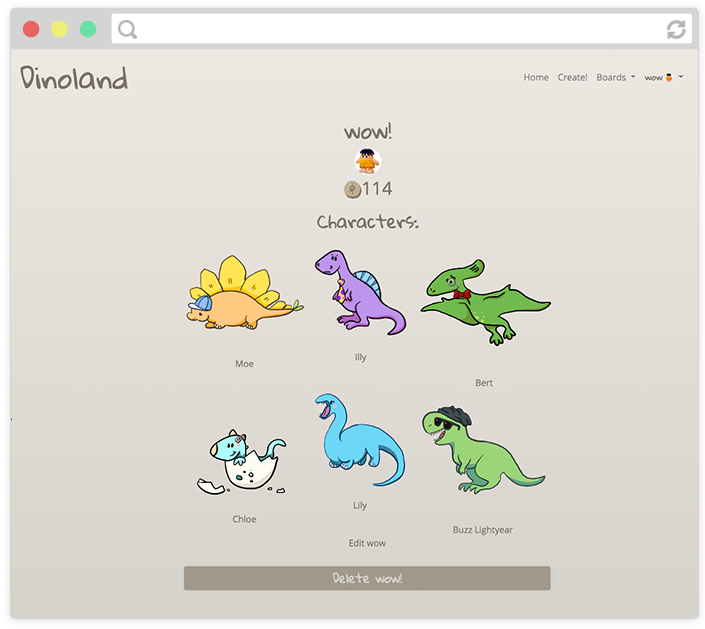 Dinoland
Home Create! Boards wow
wow!
114
Characters:
Moe
Illy
Bert
Chloe
Lily
Buzz Lightyear
Edit wow
Delete wow!